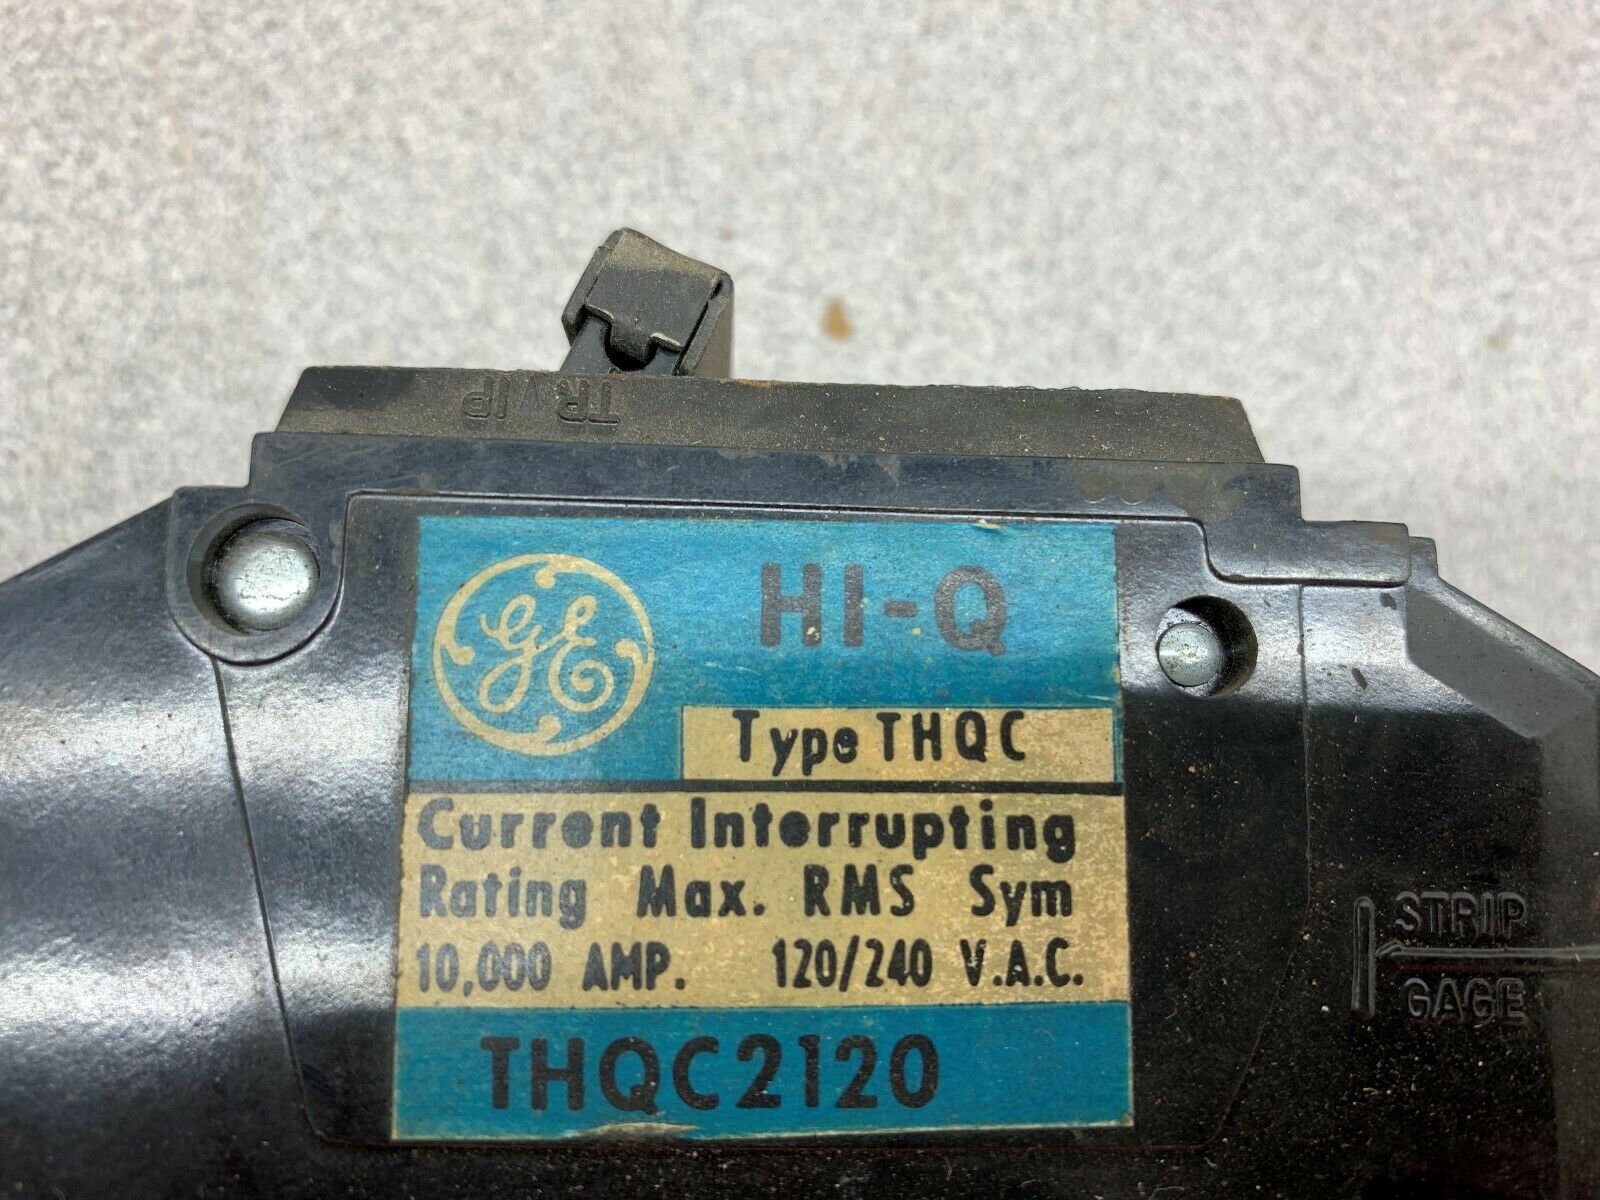 TRIP
GE
HI-Q
Type THQC
Current Interrupting
Rating Max. RMS Sym
10,000 AMP. 120/240 V.A.C.
THQC2120
STRIP
GAGE